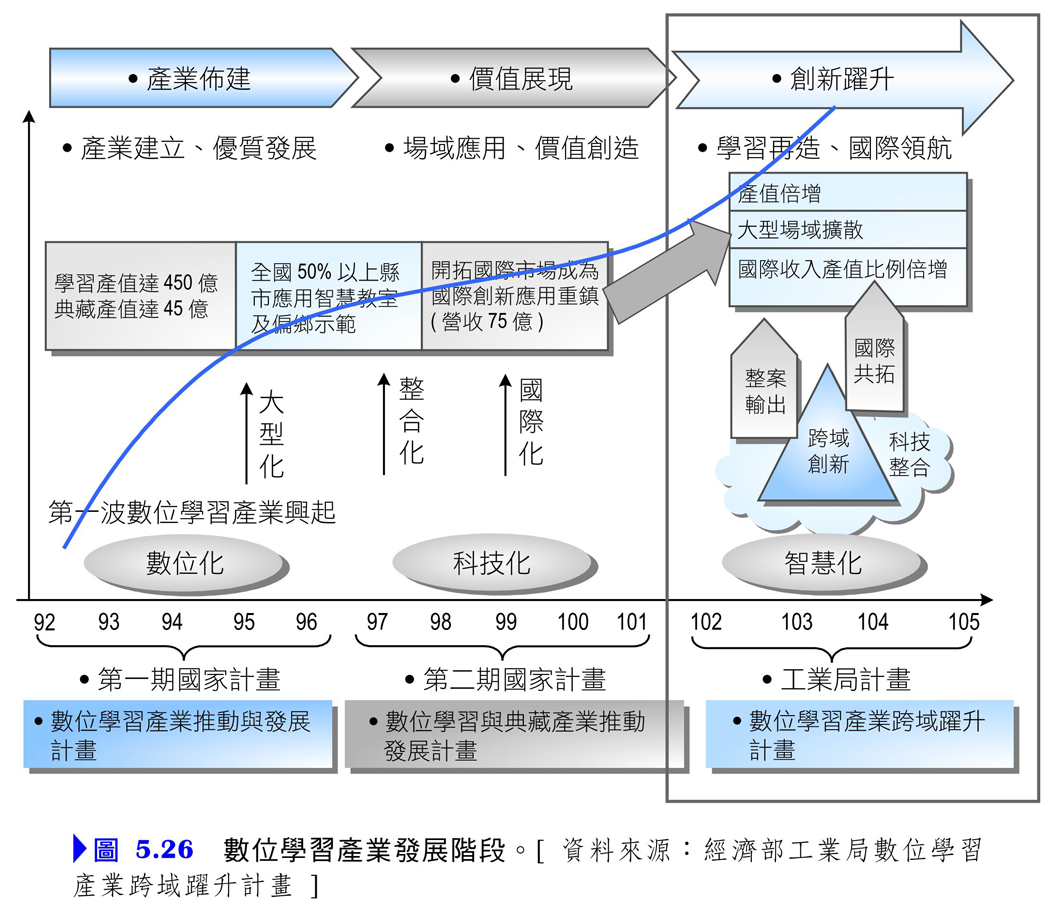 • 產業佈建
• 價值展現
• 創新躍升
• 產業建立、優質發展
• 場域應用、價值創造
• 學習再造、國際領航
產值倍增
大型場域擴散
國際收入產值比例倍增
學習產值達 450 億
典藏產值達 45 億
全國 50% 以上縣
市應用智慧教室
及偏鄉示範
開拓國際市場成為
國際創新應用重鎮
( 營收 75 億 )
大型化
整合化
國際化
整案
輸出
國際
共拓
跨域
創新
科技
整合
第一波數位學習產業興起
數位化
科技化
智慧化
92 93 94 95 96 97 98 99 100 101 102 103 104 105
• 第一期國家計畫
• 第二期國家計畫
• 工業局計畫
• 數位學習產業推動與發展
計畫
• 數位學習與典藏產業推動
發展計畫
• 數位學習產業跨域躍升
計畫
圖 5.26 數位學習產業發展階段。[ 資料來源：經濟部工業局數位學習
產業跨域躍升計畫 ]